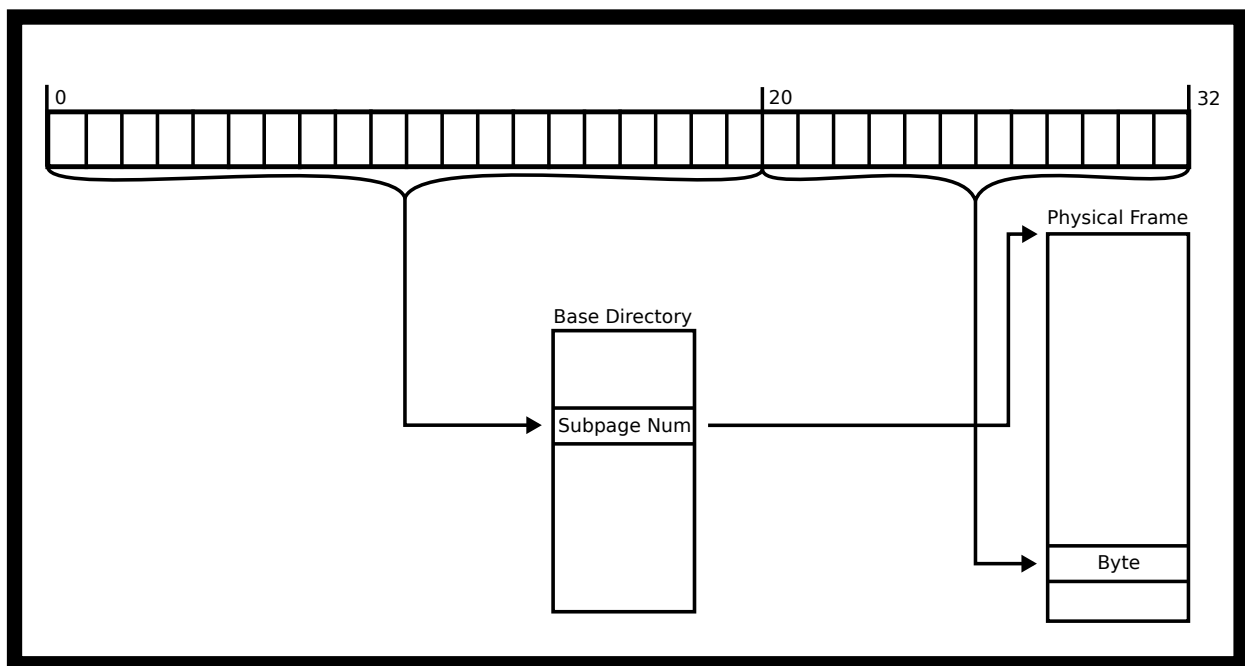 0
20
32
Physical Frame
Base Directory
Subpage Num
Byte